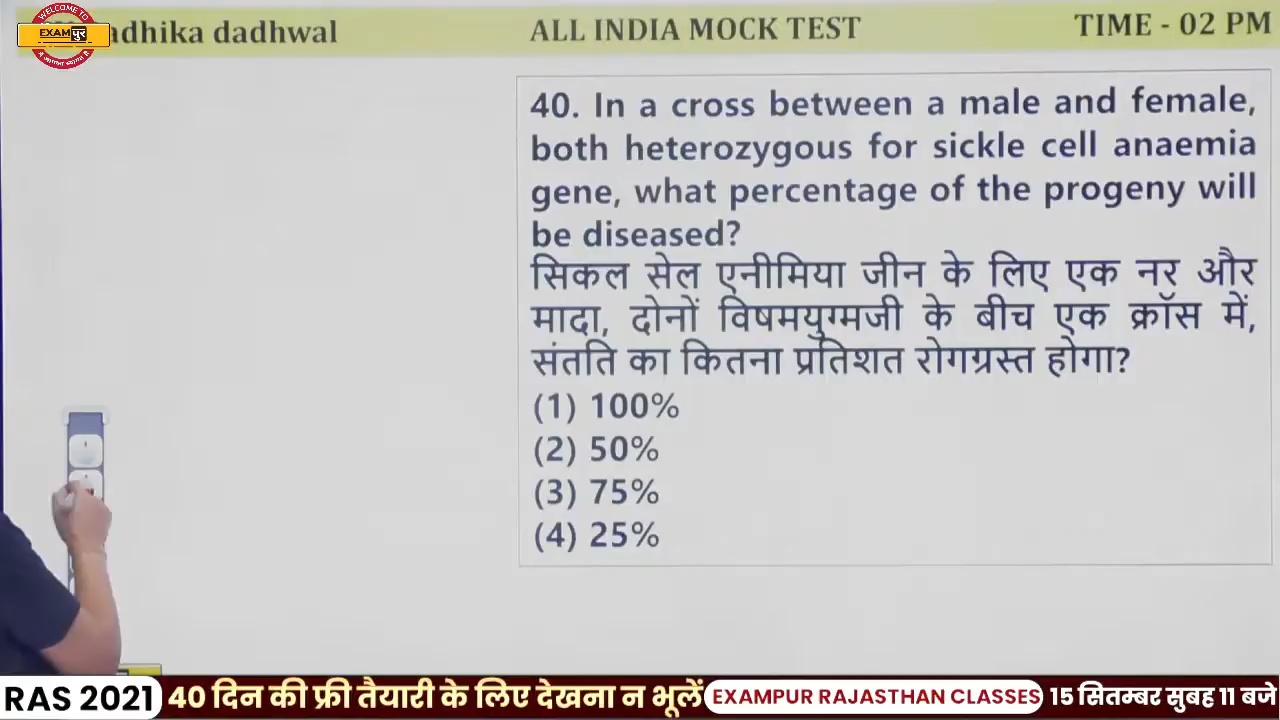 WELCOME TO
EXAMपुर
adhika dadhwal
ALL INDIA MOCK TEST
TIME - 02 PM
40. In a cross between a male and female,
both heterozygous for sickle cell anaemia
gene, what percentage of the progeny will
be diseased?
सिकल सेल एनीमिया जीन के लिए एक नर और
मादा, दोनों विषमयुग्मजी के बीच एक क्रॉस में,
संतति का कितना प्रतिशत रोगग्रस्त होगा?
(1) 100%
(2) 50%
(3) 75%
(4) 25%
RAS 2021
40 दिन की फ्री तैयारी के लिए देखना न भूलें
EXAMPUR RAJASTHAN CLASSES
15 सितम्बर सुबह 11 बजे